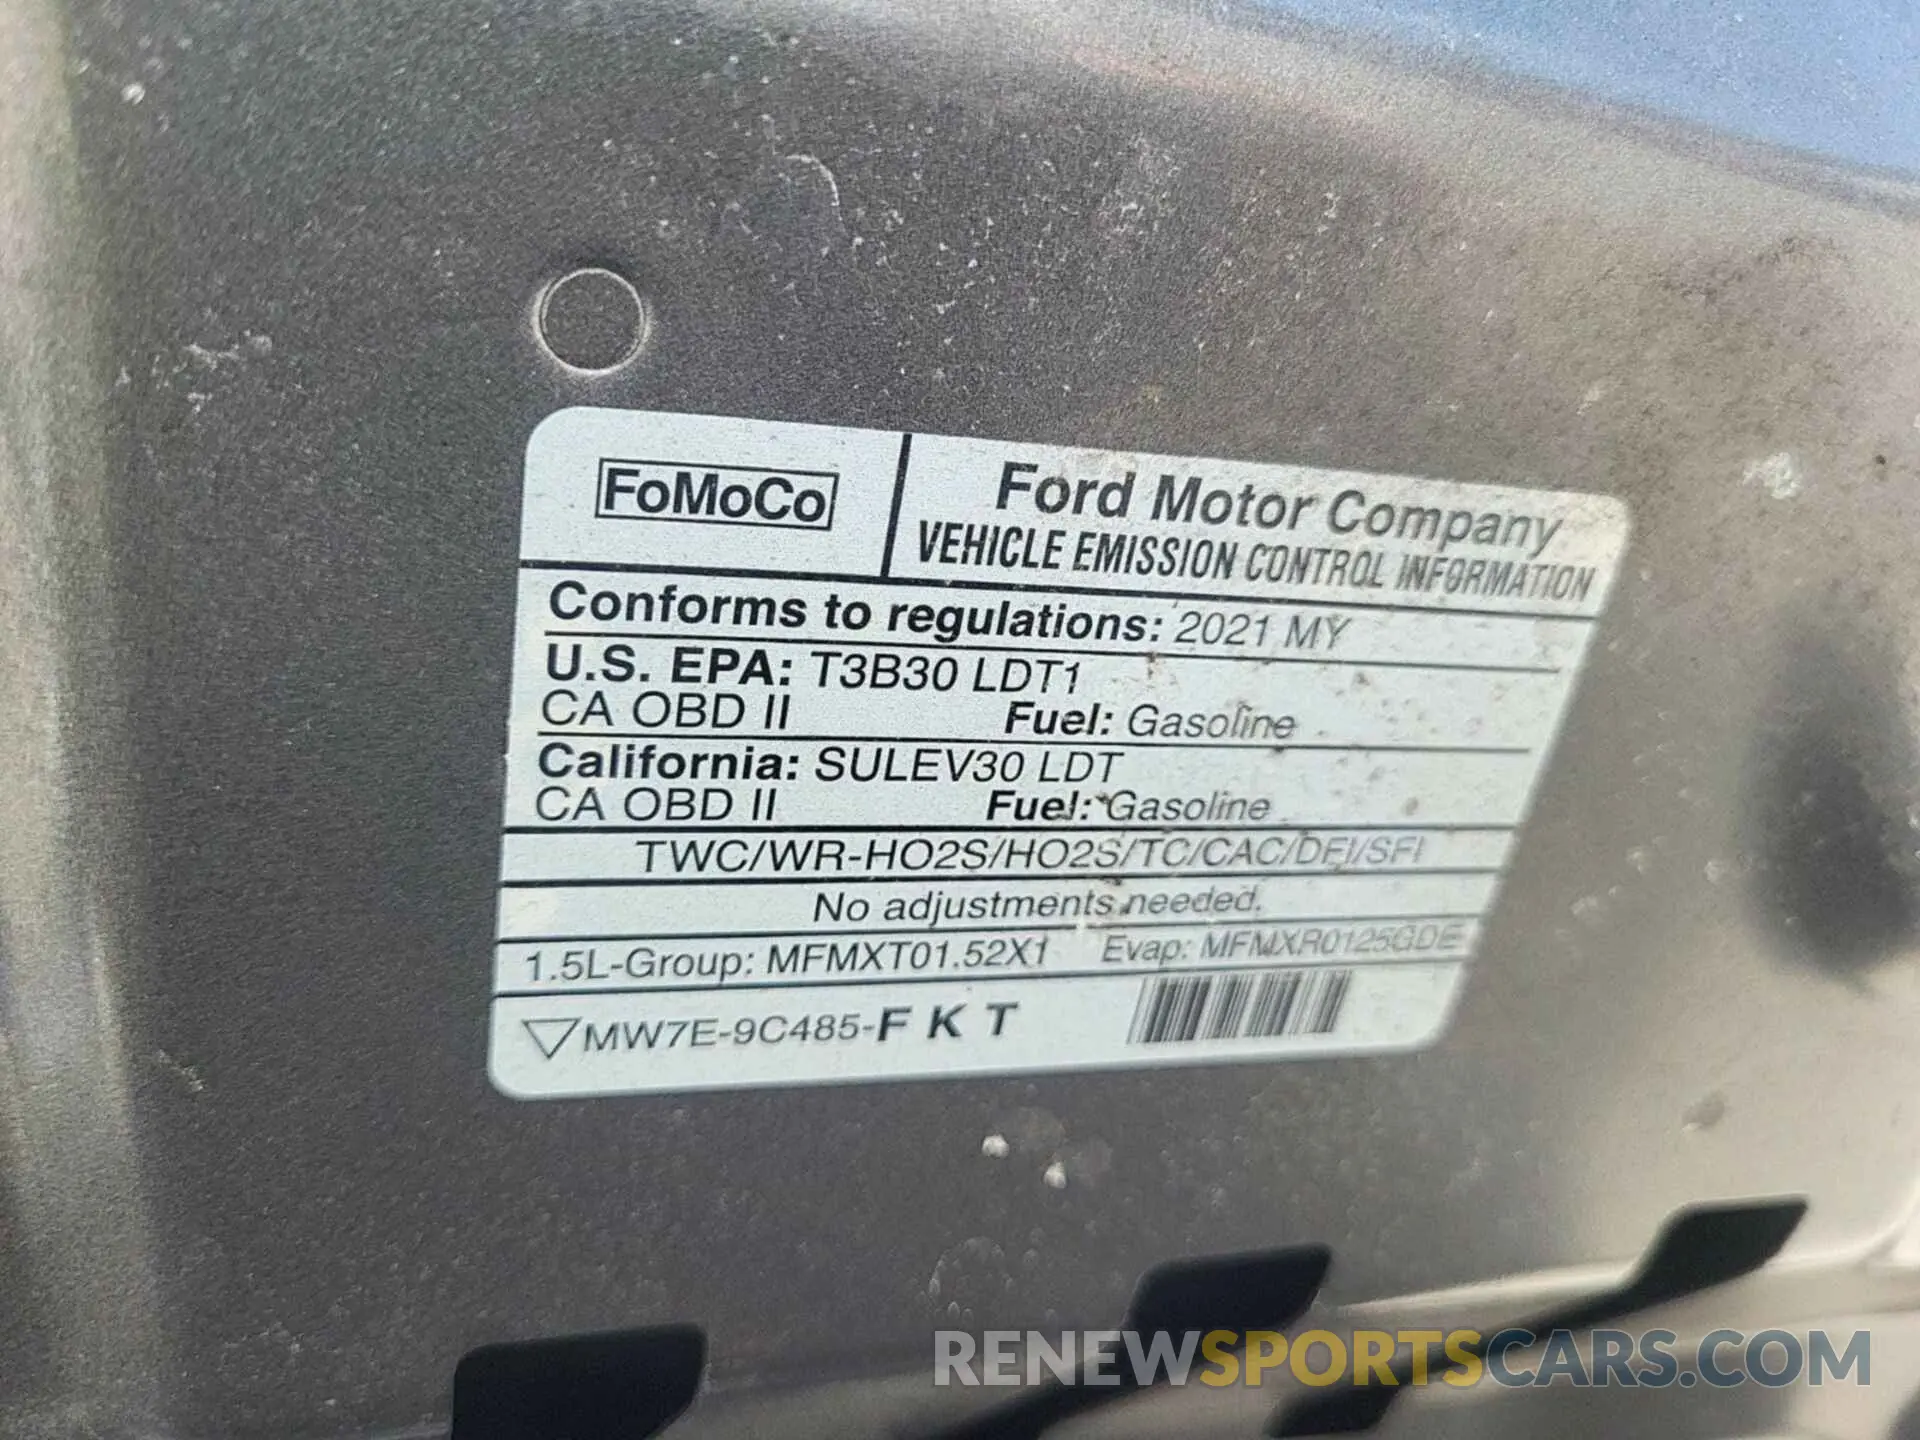 FoMoCo
Ford Motor Company
VEHICLE EMISSION CONTROL INFORMATION
Conforms to regulations: 2021 MY
U.S. EPA: T3B30 LDT1
CA OBD II Fuel: Gasoline
California: SULEV30 LDT
CA OBD II Fuel: Gasoline
TWC/WR-HO2S/HO2S/TC/CAC/DFI/SFI
No adjustments needed.
1.5L-Group: MFMXT01.52X1 Evap: MFMXR0125GDE
MW7E-9C485-F K T
RENEWSPORTSCARS.COM